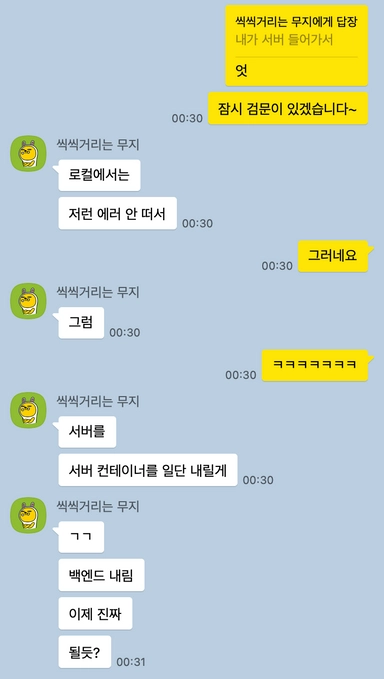 씩씩거리는 무지에게 답장
내가 서버 들어가서
엇
잠시 검문이 있겠습니다~
00:30
씩씩거리는 무지
로컬에서는
저런 에러 안 떠서
00:30
그러네요
00:30
씩씩거리는 무지
그럼
00:30
ㅋㅋㅋㅋㅋㅋㅋ
00:30
씩씩거리는 무지
서버를
서버 컨테이너를 일단 내릴게
00:30
씩씩거리는 무지
ㄱㄱ
백엔드 내림
이제 진짜
될듯?
00:31